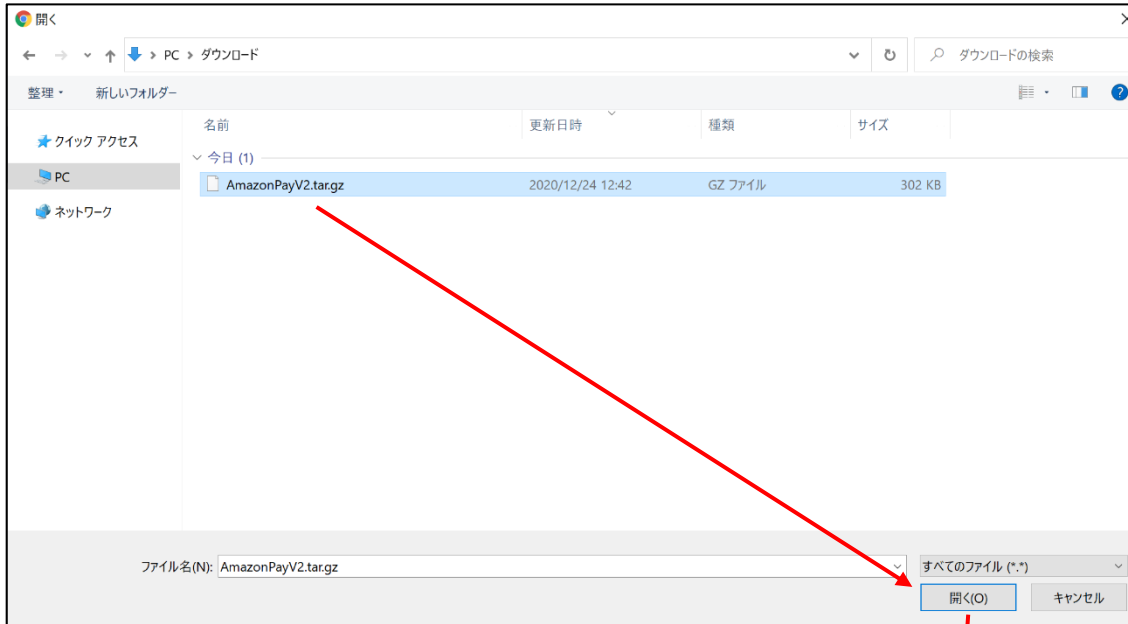 開く
PC > ダウンロード
ダウンロードの検索
整理 新しいフォルダー
名前 更新日時 種類 サイズ
クイック アクセス
今日 (1)
PC
AmazonPayV2.tar.gz 2020/12/24 12:42 GZ ファイル 302 KB
ネットワーク
ファイル名(N): AmazonPayV2.tar.gz すべてのファイル (*.*)
開く(O) キャンセル